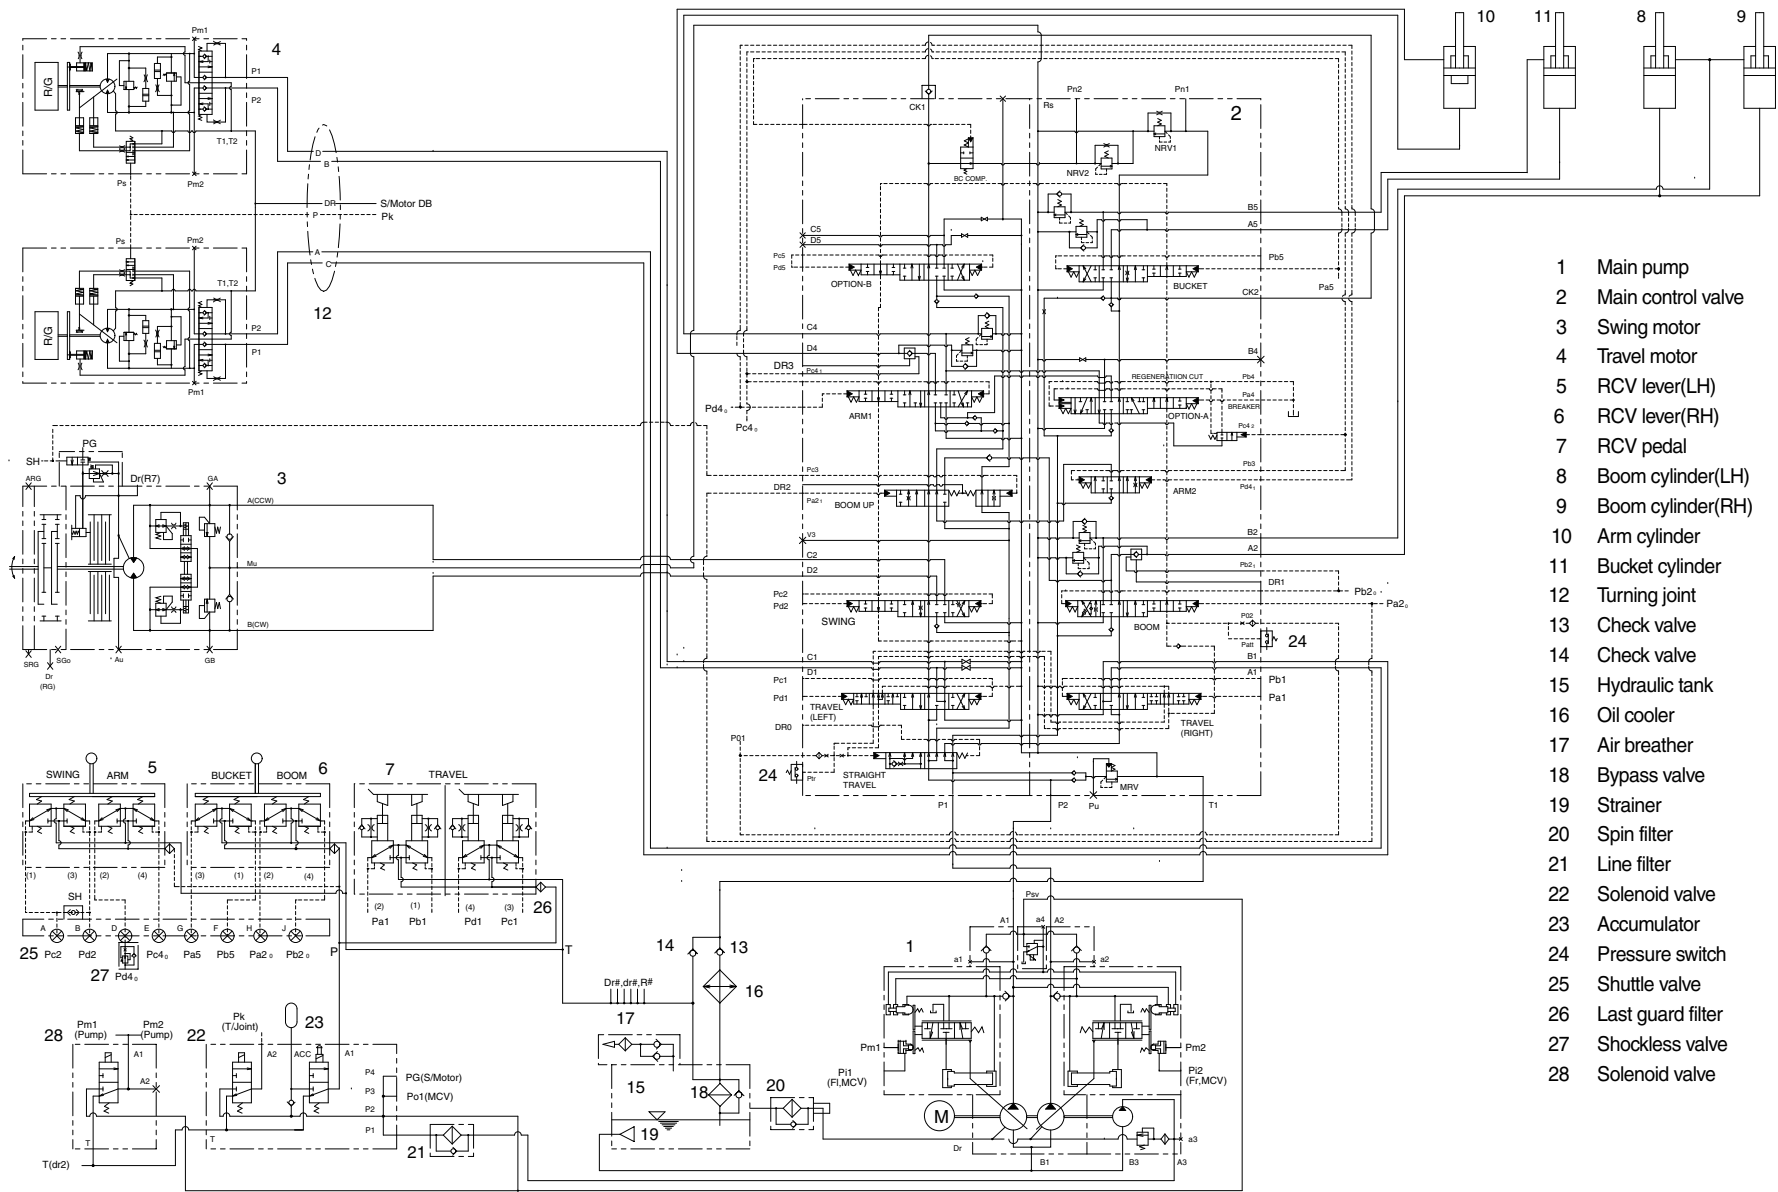 Pm1
4
R/G
P1
P2
T1,T2
Ps
Pm2
D
B
DR
S/Motor DB
P
Pk
Ps
Pm2
A
C
T1,T2
R/G
P2
P1
Pm1
12
10
11
8
9
CK1
Rs
Pn2
Pn1
2
NRV1
NRV2
BC COMP.
B5
A5
C5
D5
Pc5
Pd5
OPTION-B
Pb5
BUCKET
CK2
Pa5
C4
D4
DR3
Pc4₁
B4
REGENERATIION CUT
Pb4
Pa4
BREAKER
OPTION-A
Pc4₂
ARM1
Pd4₀
Pc4₀
Pc3
DR2
Pa2₁
BOOM UP
Pb3
ARM2
Pd4₁
V3
C2
D2
B2
A2
Pb2₁
DR1
Pb2₀
Pa2₀
Pc2
Pd2
SWING
BOOM
P02
Patt
24
C1
D1
Pc1
Pd1
TRAVEL
(LEFT)
B1
A1
Pb1
Pa1
TRAVEL
(RIGHT)
DR0
P01
24
Ptr
STRAIGHT
TRAVEL
MRV
P1
P2
Pu
T1
PG
SH
ARG
Dr(R7)
GA
3
A(CCW)
Mu
B(CW)
SRG
SGo
Dr
(RG)
Au
GB
SWING
ARM
5
BUCKET
BOOM
6
7
TRAVEL
(1)
(3)
(2)
(4)
(3)
(1)
(2)
(4)
(2)
(1)
(4)
(3)
Pa1
Pb1
Pd1
Pc1
26
SH
A
B
D
E
G
F
H
J
25
Pc2
Pd2
27
Pd4₀
Pc4₀
Pa5
Pb5
Pa2₀
Pb2₀
P
T
28
Pm1
(Pump)
Pm2
(Pump)
A1
A2
T
T(dr2)
22
Pk
(T/Joint)
23
A2
ACC
A1
P4
P3
P2
P1
T
PG(S/Motor)
Po1(MCV)
21
14
13
16
Dr#,dr#,R#
17
15
18
19
20
Psv
A1
a4
A2
1
a1
a2
Pm1
Pm2
Pi1
(Fl,MCV)
Pi2
(Fr,MCV)
M
Dr
B1
B3
A3
a3
1 Main pump
2 Main control valve
3 Swing motor
4 Travel motor
5 RCV lever(LH)
6 RCV lever(RH)
7 RCV pedal
8 Boom cylinder(LH)
9 Boom cylinder(RH)
10 Arm cylinder
11 Bucket cylinder
12 Turning joint
13 Check valve
14 Check valve
15 Hydraulic tank
16 Oil cooler
17 Air breather
18 Bypass valve
19 Strainer
20 Spin filter
21 Line filter
22 Solenoid valve
23 Accumulator
24 Pressure switch
25 Shuttle valve
26 Last guard filter
27 Shockless valve
28 Solenoid valve